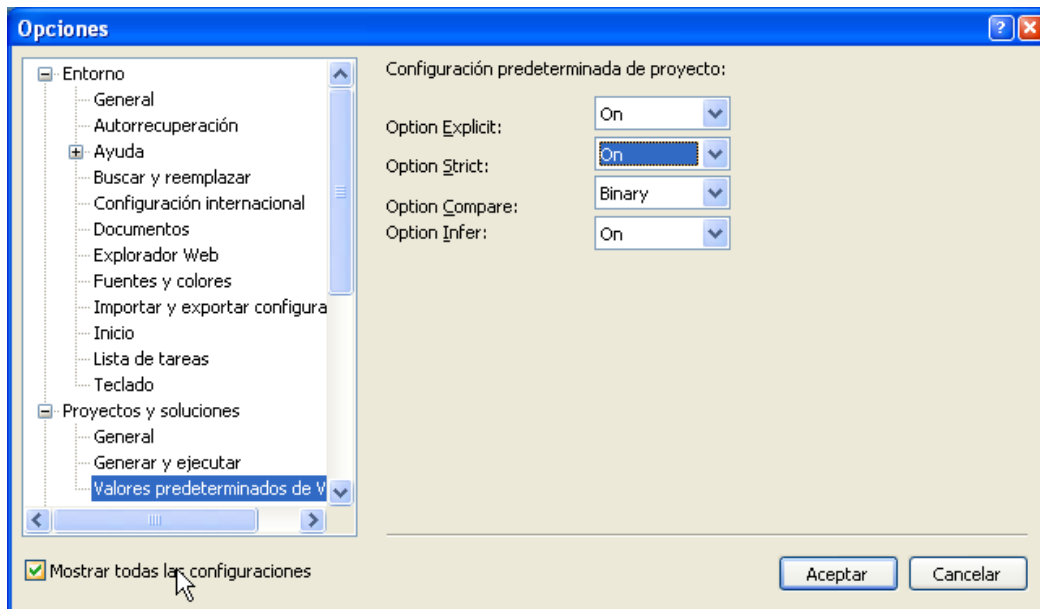 Opciones
Entorno
General
Autorrecuperación
Ayuda
Buscar y reemplazar
Configuración internacional
Documentos
Explorador Web
Fuentes y colores
Importar y exportar configura
Inicio
Lista de tareas
Teclado
Proyectos y soluciones
General
Generar y ejecutar
Valores predeterminados de V
Configuración predeterminada de proyecto:
Option Explicit: On
Option Strict: On
Option Compare: Binary
Option Infer: On
Mostrar todas las configuraciones
Aceptar Cancelar